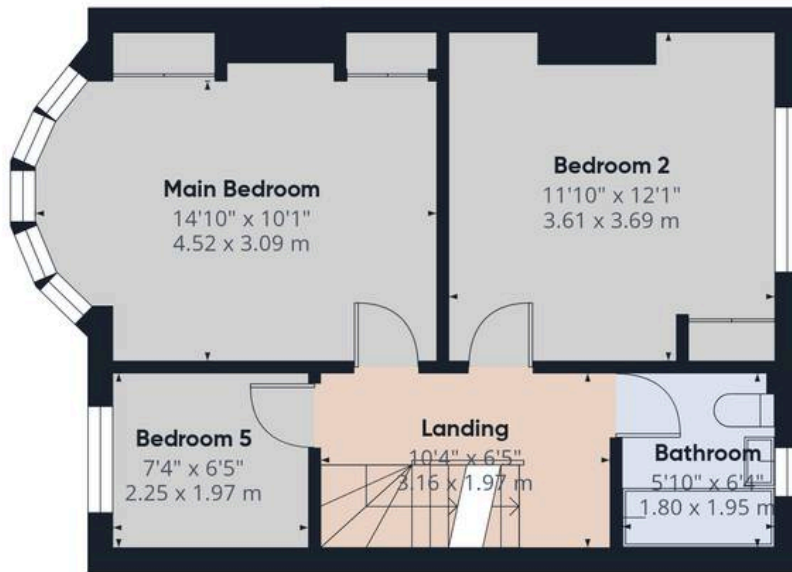 Main Bedroom
14'10" x 10'1"
4.52 x 3.09 m
Bedroom 2
11'10" x 12'1"
3.61 x 3.69 m
Bedroom 5
7'4" x 6'5"
2.25 x 1.97 m
Landing
10'4" x 6'5"
3.16 x 1.97 m
Bathroom
5'10" x 6'4"
1.80 x 1.95 m